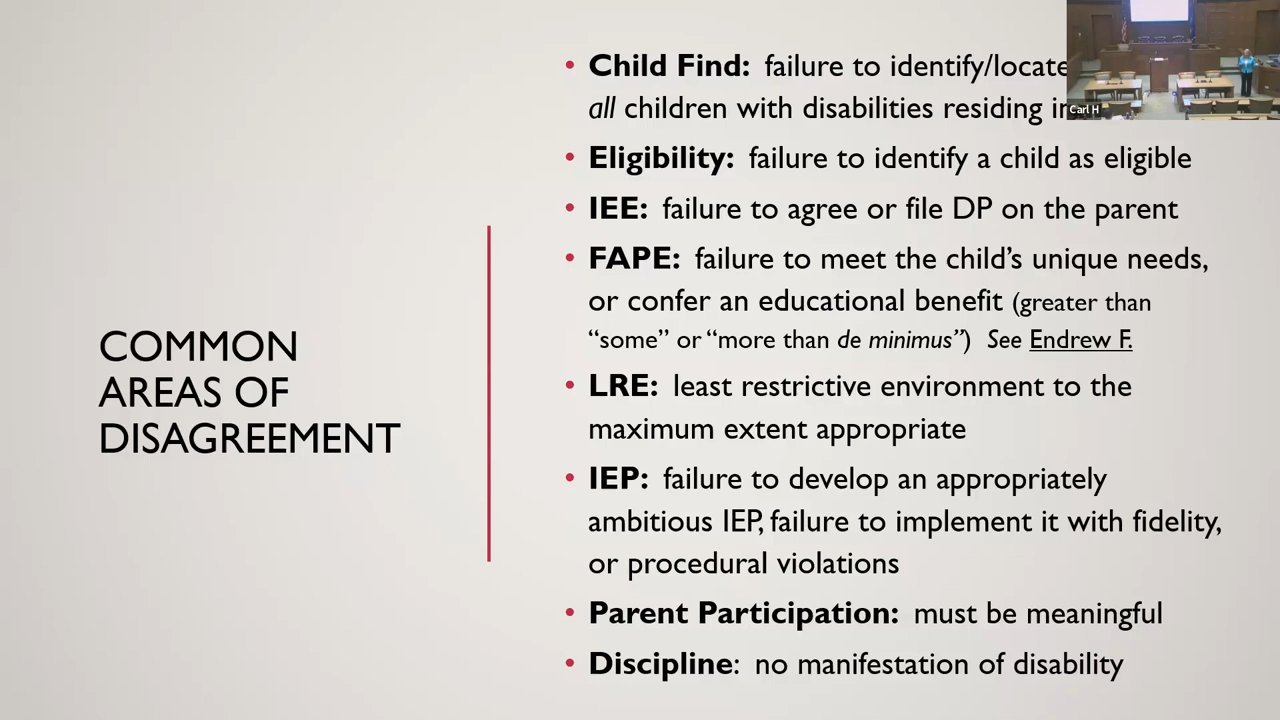 COMMON
AREAS OF
DISAGREEMENT
• Child Find: failure to identify/locate
all children with disabilities residing
• Eligibility: failure to identify a child as eligible
• IEE: failure to agree or file DP on the parent
• FAPE: failure to meet the child’s unique needs,
or confer an educational benefit (greater than
“some” or “more than de minimus”) See Endrew F.
• LRE: least restrictive environment to the
maximum extent appropriate
• IEP: failure to develop an appropriately
ambitious IEP, failure to implement it with fidelity,
or procedural violations
• Parent Participation: must be meaningful
• Discipline: no manifestation of disability
Carl H